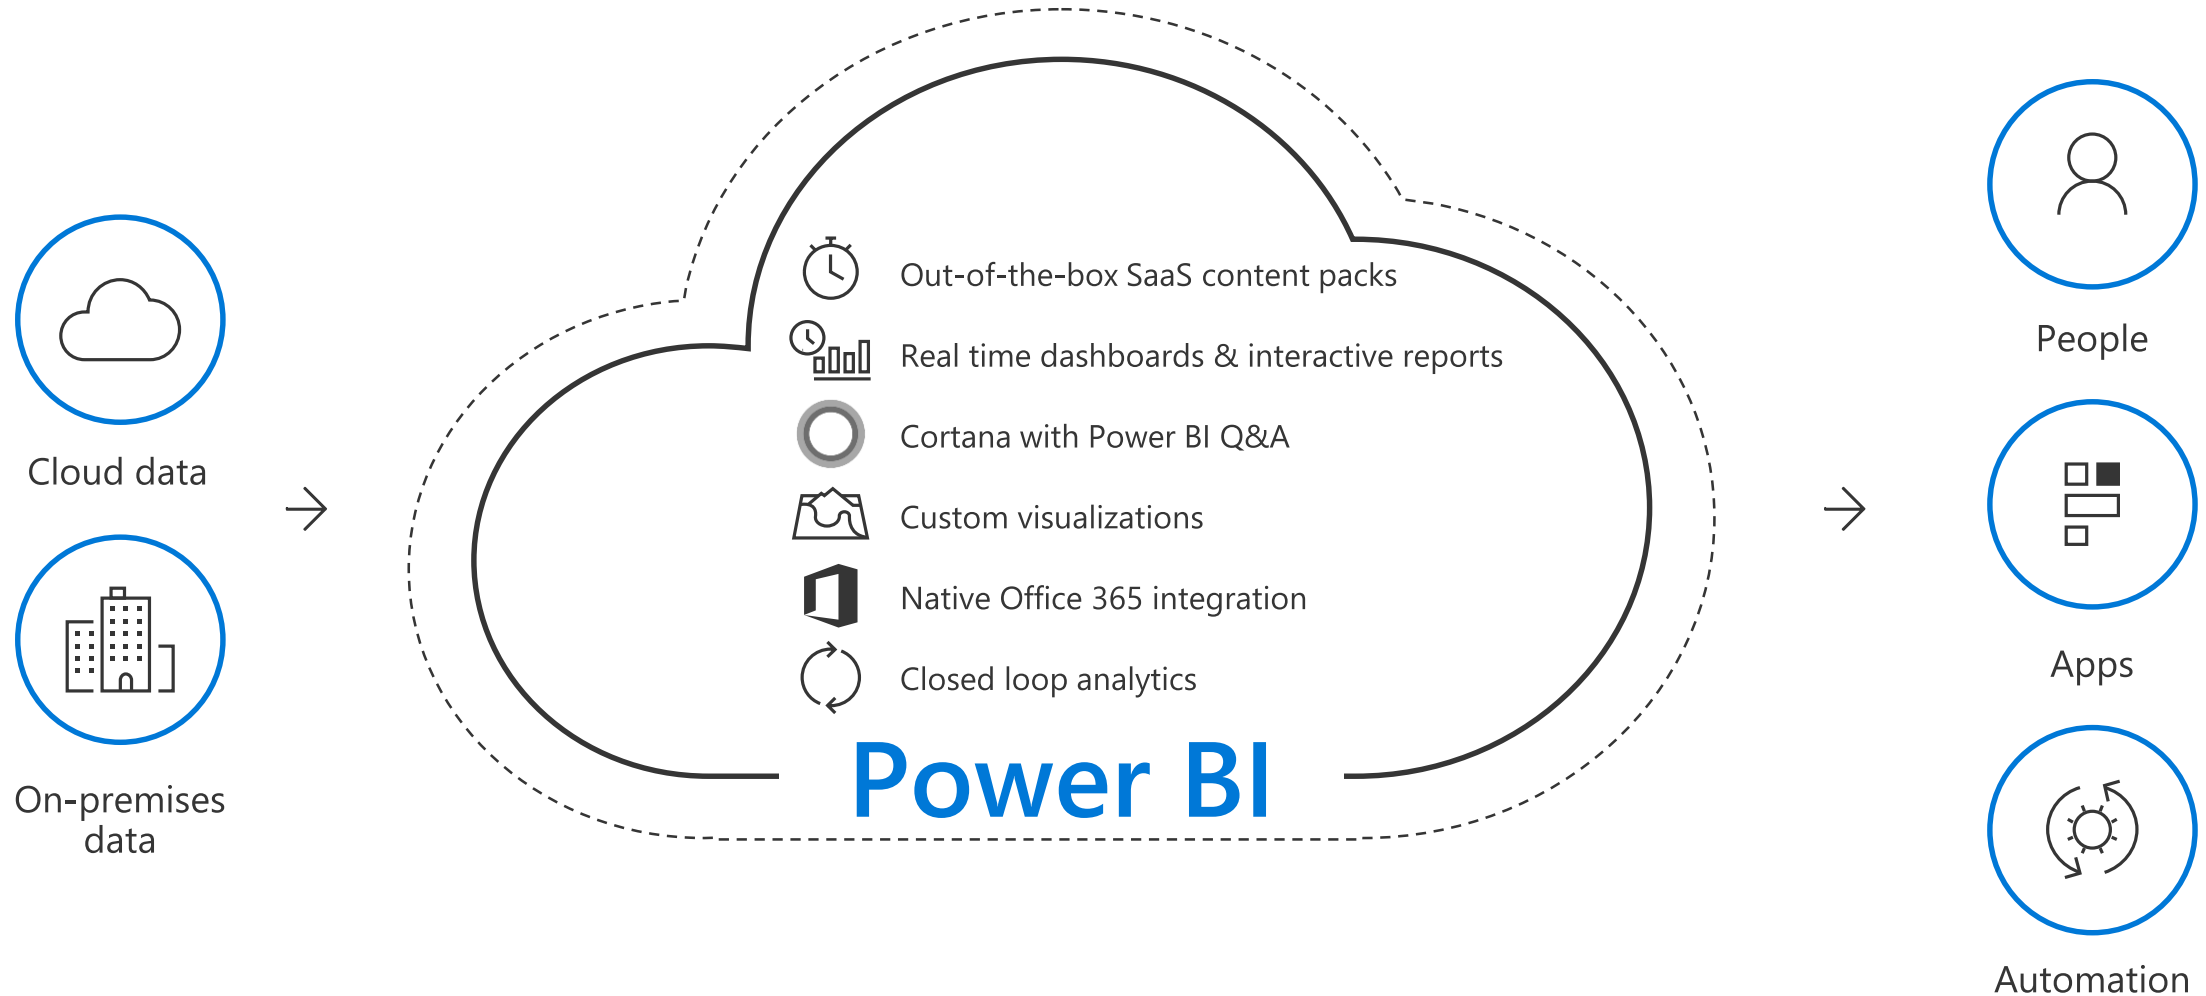 Cloud data
On-premises
data
Out-of-the-box SaaS content packs
Real time dashboards & interactive reports
Cortana with Power BI Q&A
Custom visualizations
Native Office 365 integration
Closed loop analytics
Power BI
People
Apps
Automation